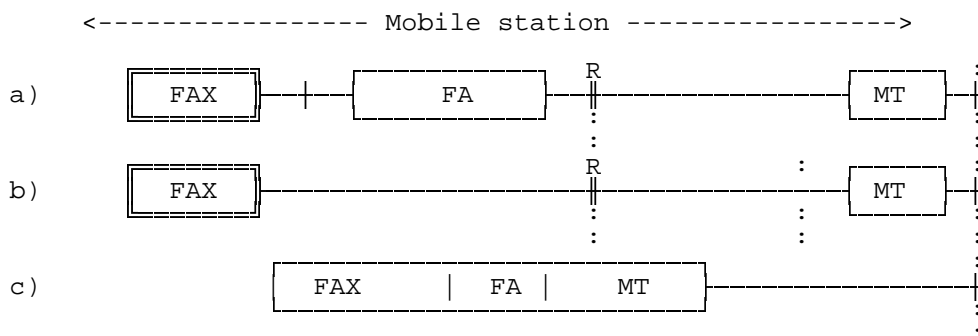 <----------------- Mobile station ----------------->
R
a) FAX FA MT
R
b) FAX MT
c) FAX | FA | MT